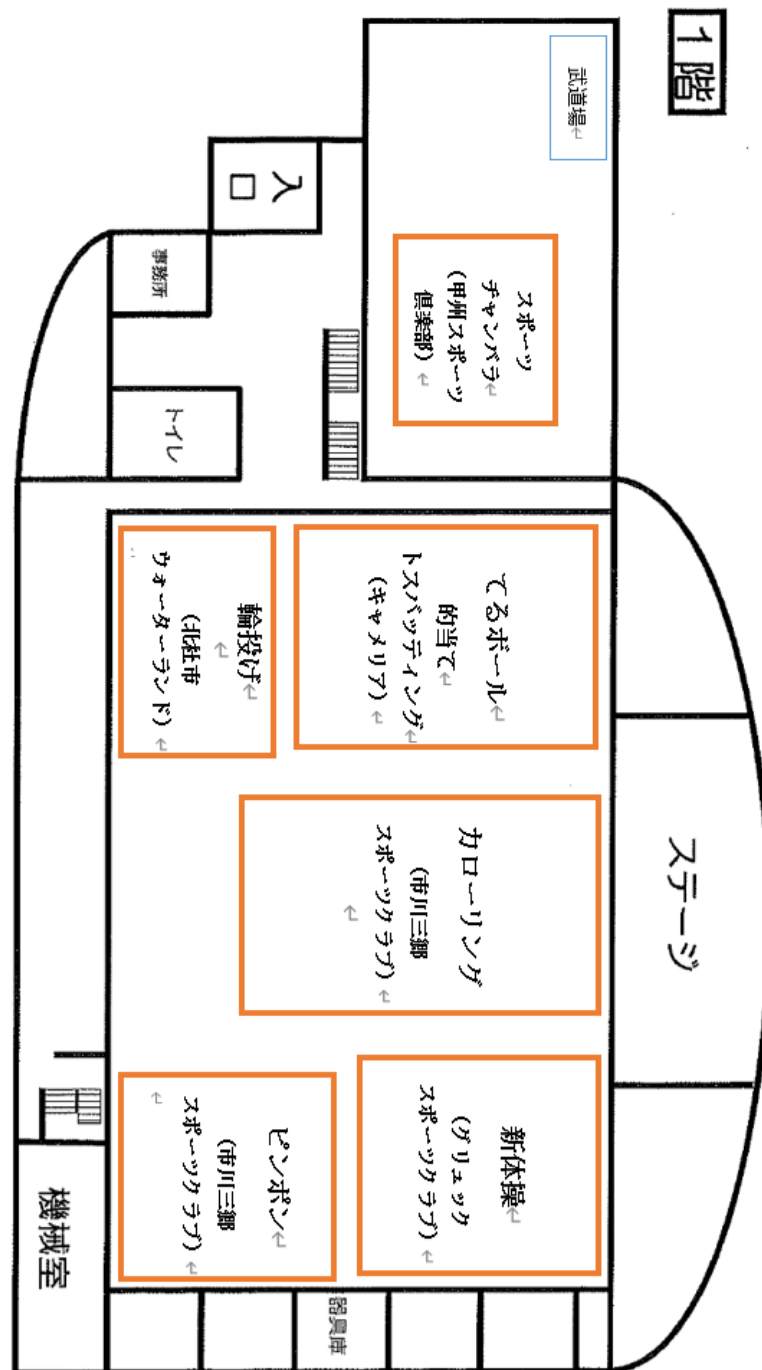 1階
武道場
入
口
事務所
トイレ
スポーツ
チャンバラ
(甲州スポーツ
倶楽部)
てるボール
的当て
トスバッティング
(キャメリア)
輪投げ
(北杜市
ウォーターランド)
カローリング
(市川三郷
スポーツクラブ)
ステージ
新体操
(グリュック
スポーツクラブ)
ピンポン
(市川三郷
スポーツクラブ)
機械室
器具庫